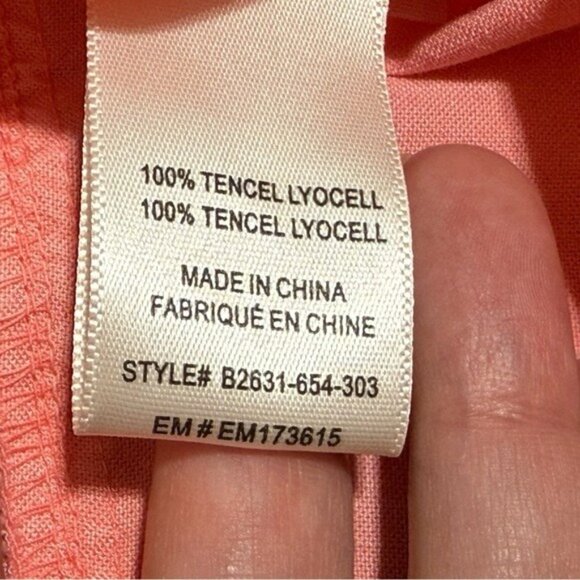 100% TENCEL LYOCELL
100% TENCEL LYOCELL
MADE IN CHINA
FABRIQUÉ EN CHINE
STYLE# B2631-654-303
EM # EM173615